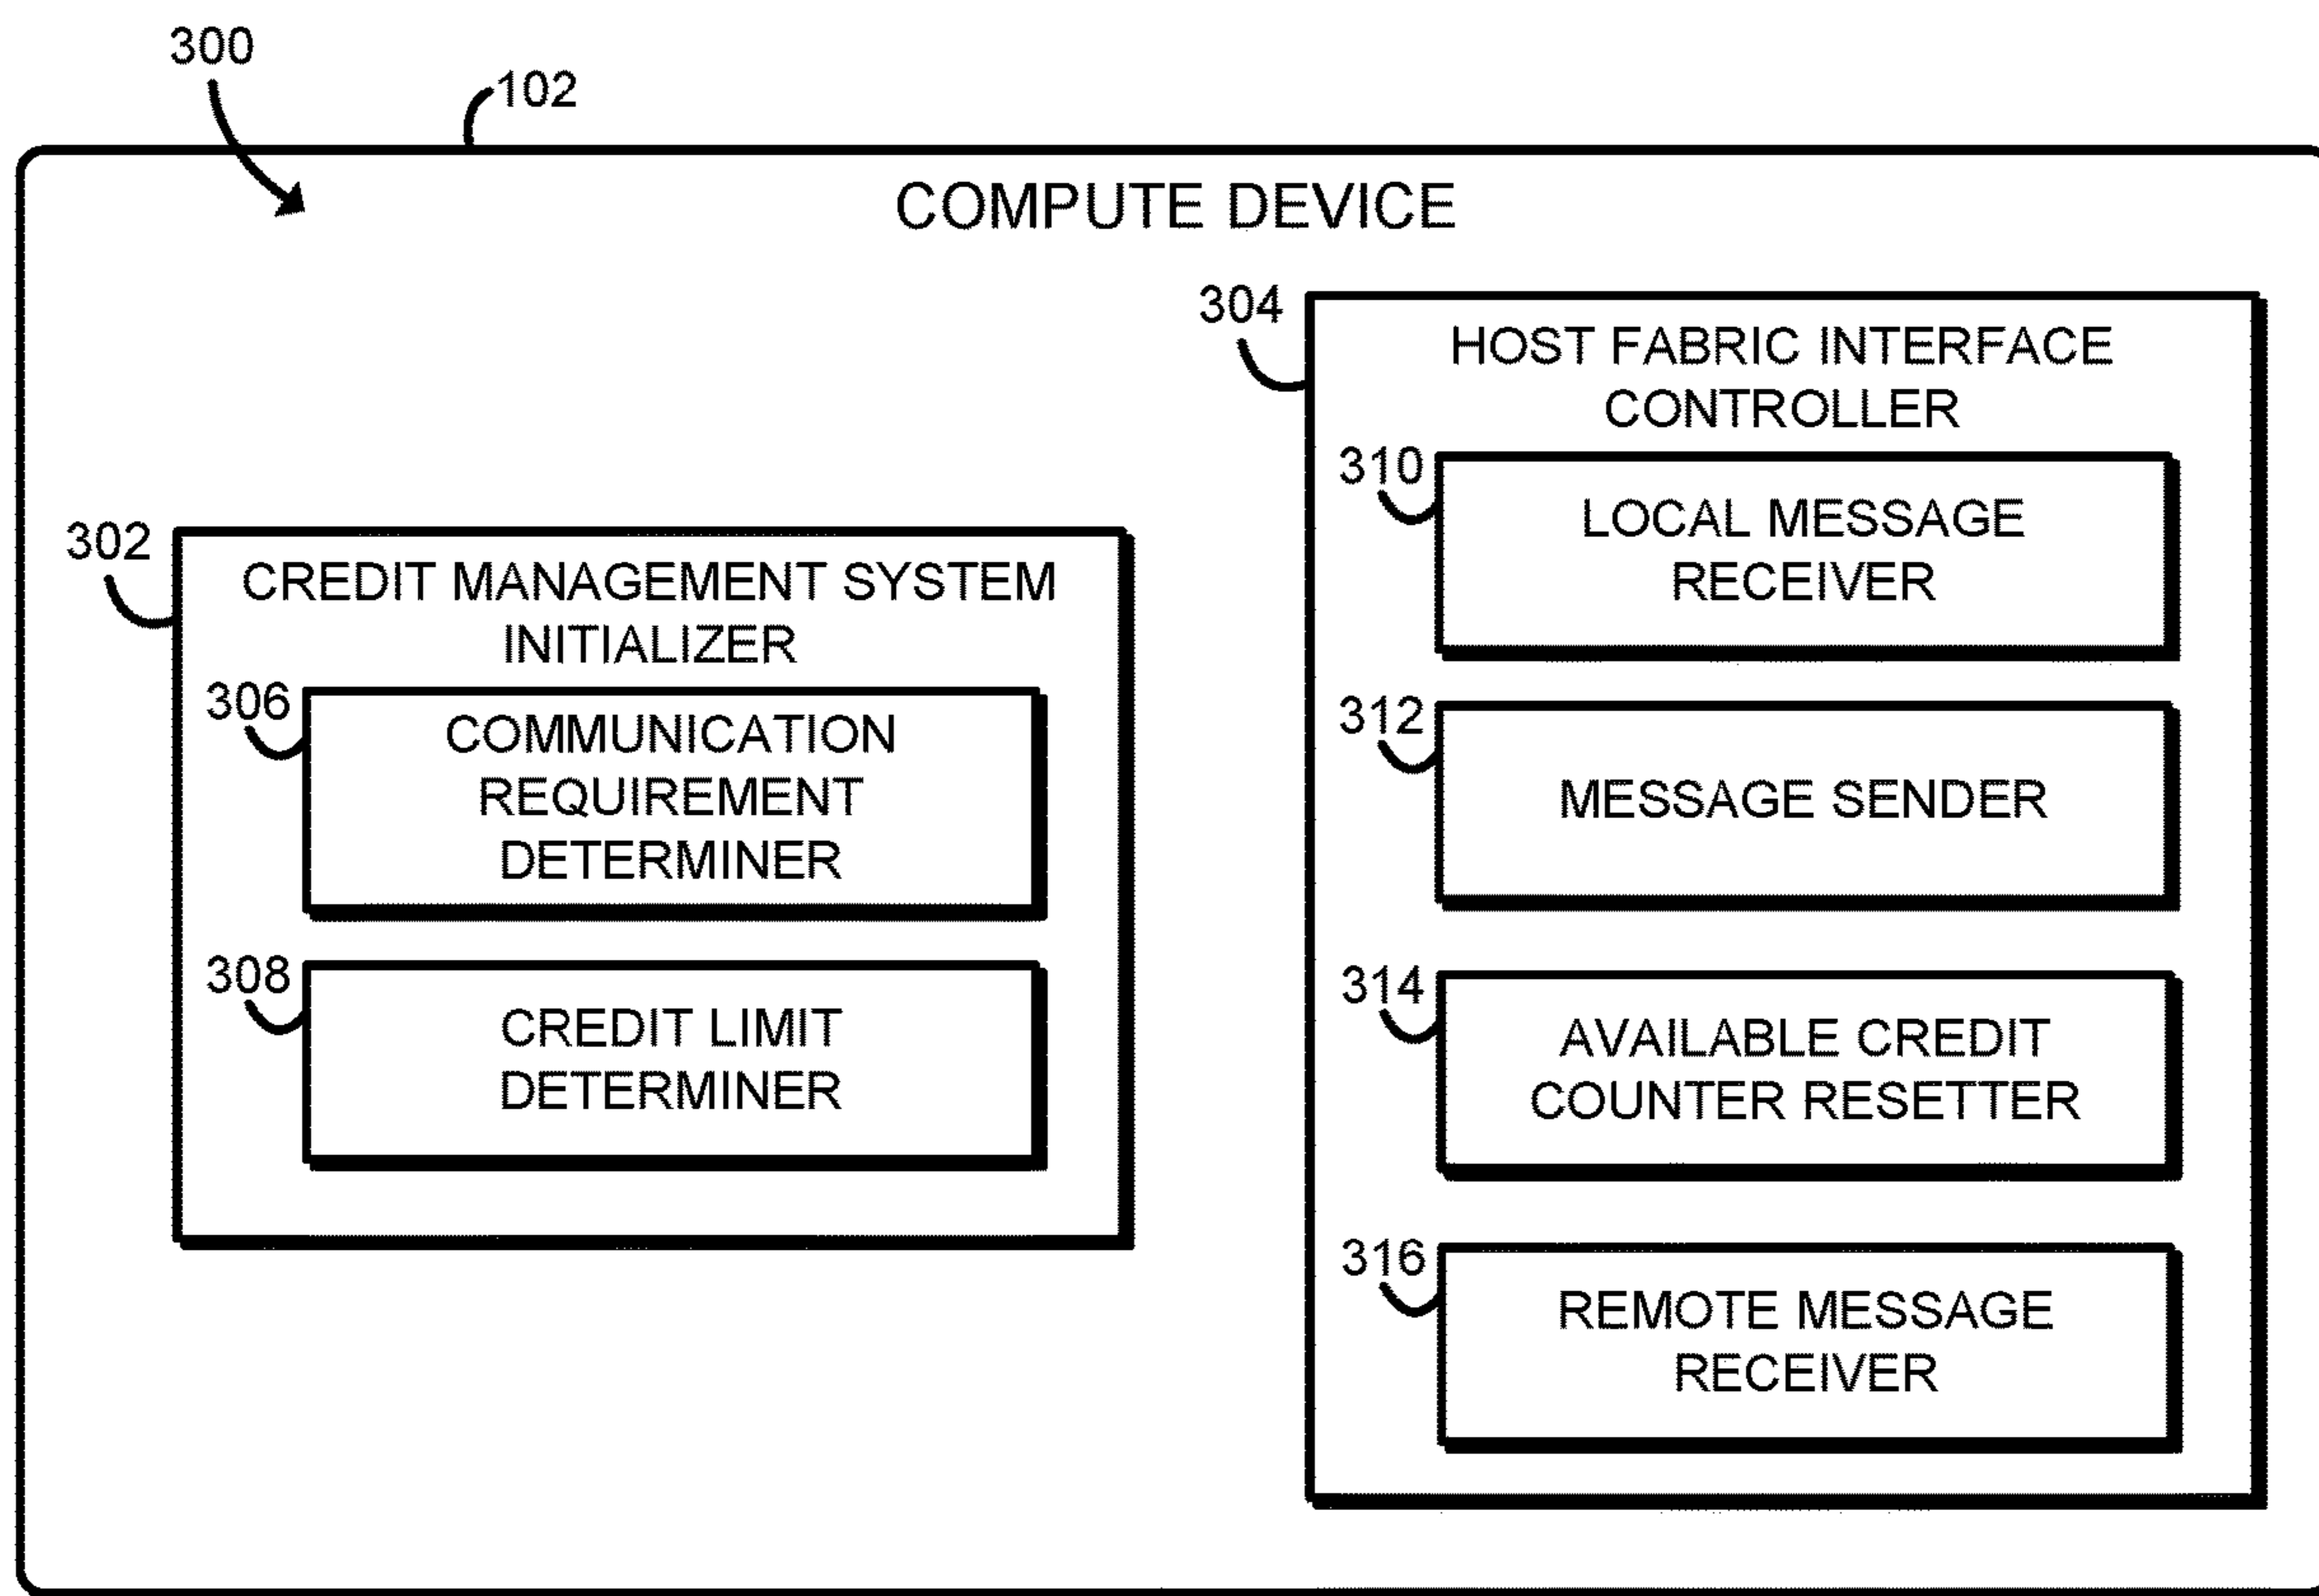 300
102
COMPUTE DEVICE
302
CREDIT MANAGEMENT SYSTEM
INITIALIZER
306
COMMUNICATION
REQUIREMENT
DETERMINER
308
CREDIT LIMIT
DETERMINER
304
HOST FABRIC INTERFACE
CONTROLLER
310
LOCAL MESSAGE
RECEIVER
312
MESSAGE SENDER
314
AVAILABLE CREDIT
COUNTER RESETTER
316
REMOTE MESSAGE
RECEIVER